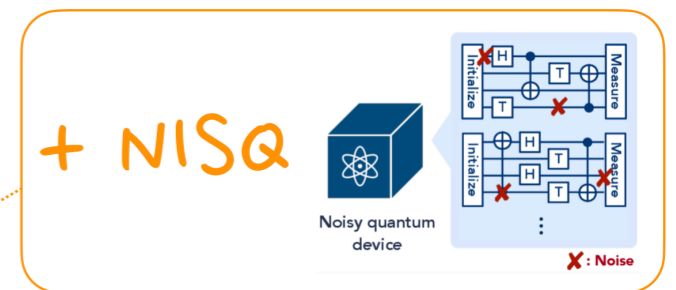 + NISQ
Noisy quantum
device
Initialize
H
T
T
Measure
Initialize
H
T
H
T
Measure
⋮
✘ : Noise